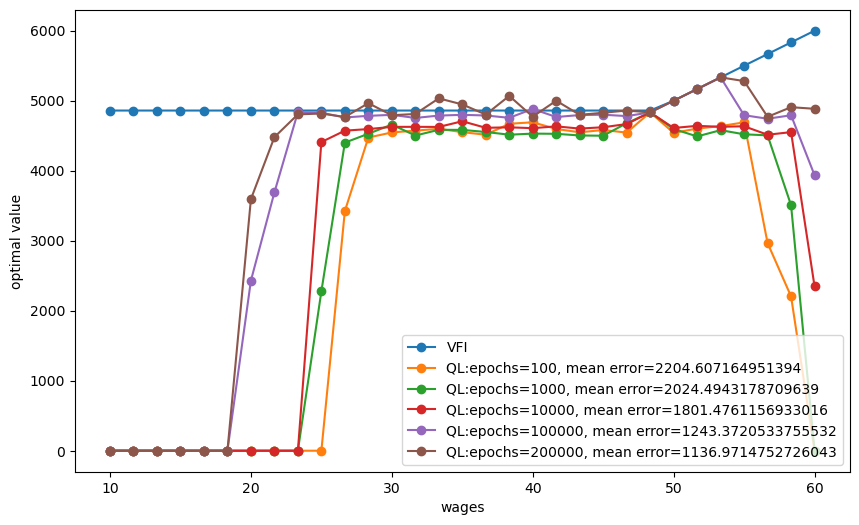 6000
5000
4000
3000
2000
1000
0
optimal value
10
20
30
40
50
60
wages
VFI
QL:epochs=100, mean error=2204.607164951394
QL:epochs=1000, mean error=2024.4943178709639
QL:epochs=10000, mean error=1801.4761156933016
QL:epochs=100000, mean error=1243.3720533755532
QL:epochs=200000, mean error=1136.9714752726043